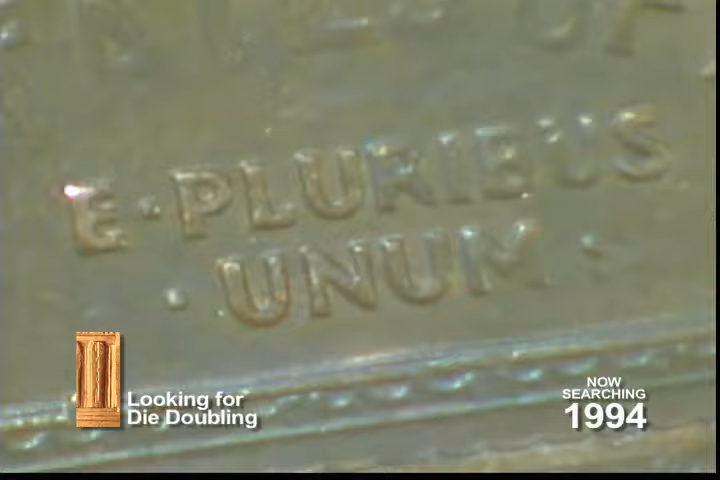 E · PLURIBUS
· UNUM ·
Looking for
Die Doubling
NOW
SEARCHING
1994